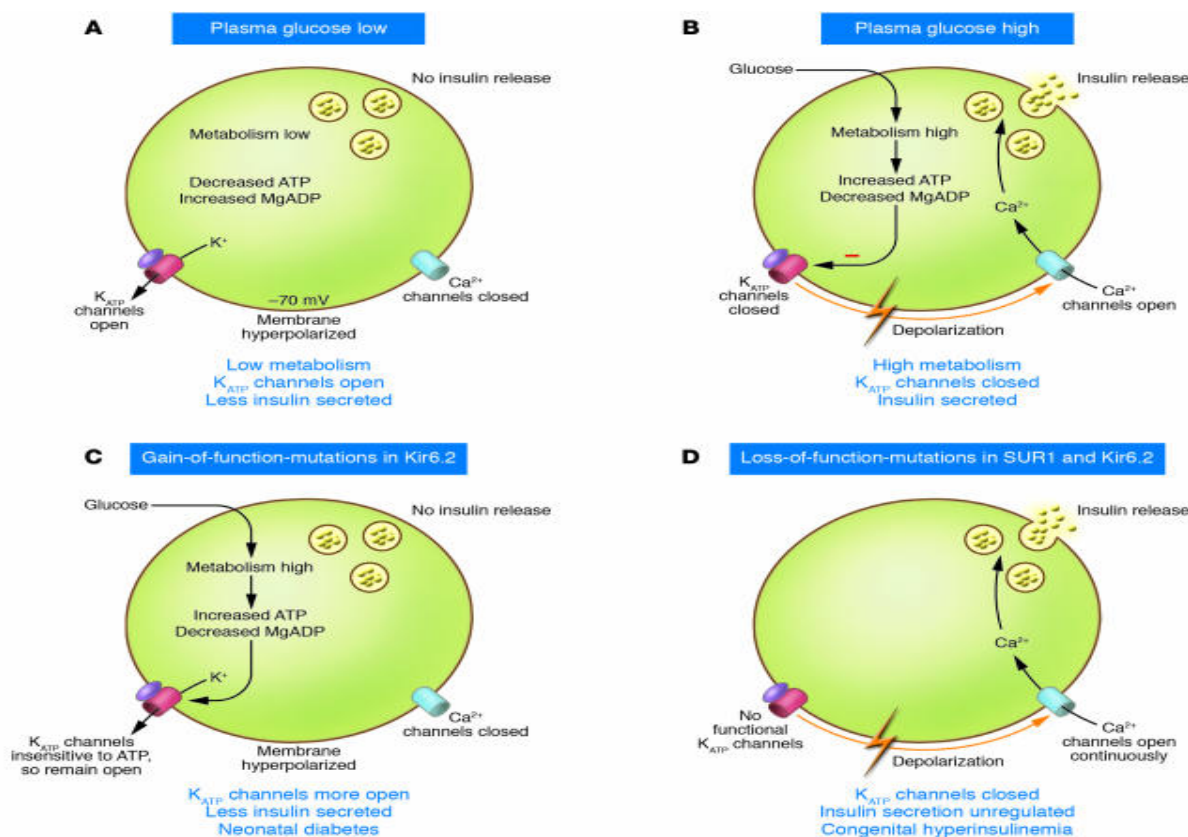 A
Plasma glucose low
No insulin release
Metabolism low
Decreased ATP
Increased MgADP
K+
KATP
channels
open
Ca2+
channels closed
–70 mV
Membrane
hyperpolarized
Low metabolism
KATP channels open
Less insulin secreted
B
Plasma glucose high
Glucose
Insulin release
Metabolism high
Increased ATP
Decreased MgADP
Ca2+
–
KATP
channels
closed
Depolarization
Ca2+
channels open
High metabolism
KATP channels closed
Insulin secreted
C
Gain-of-function-mutations in Kir6.2
Glucose
No insulin release
Metabolism high
Increased ATP
Decreased MgADP
K+
KATP channels
insensitive to ATP,
so remain open
Ca2+
channels closed
Membrane
hyperpolarized
KATP channels more open
Less insulin secreted
Neonatal diabetes
D
Loss-of-function-mutations in SUR1 and Kir6.2
Insulin release
Ca2+
No
functional
KATP channels
Depolarization
Ca2+
channels open
continuously
KATP channels closed
Insulin secretion unregulated
Congenital hyperinsulinemia